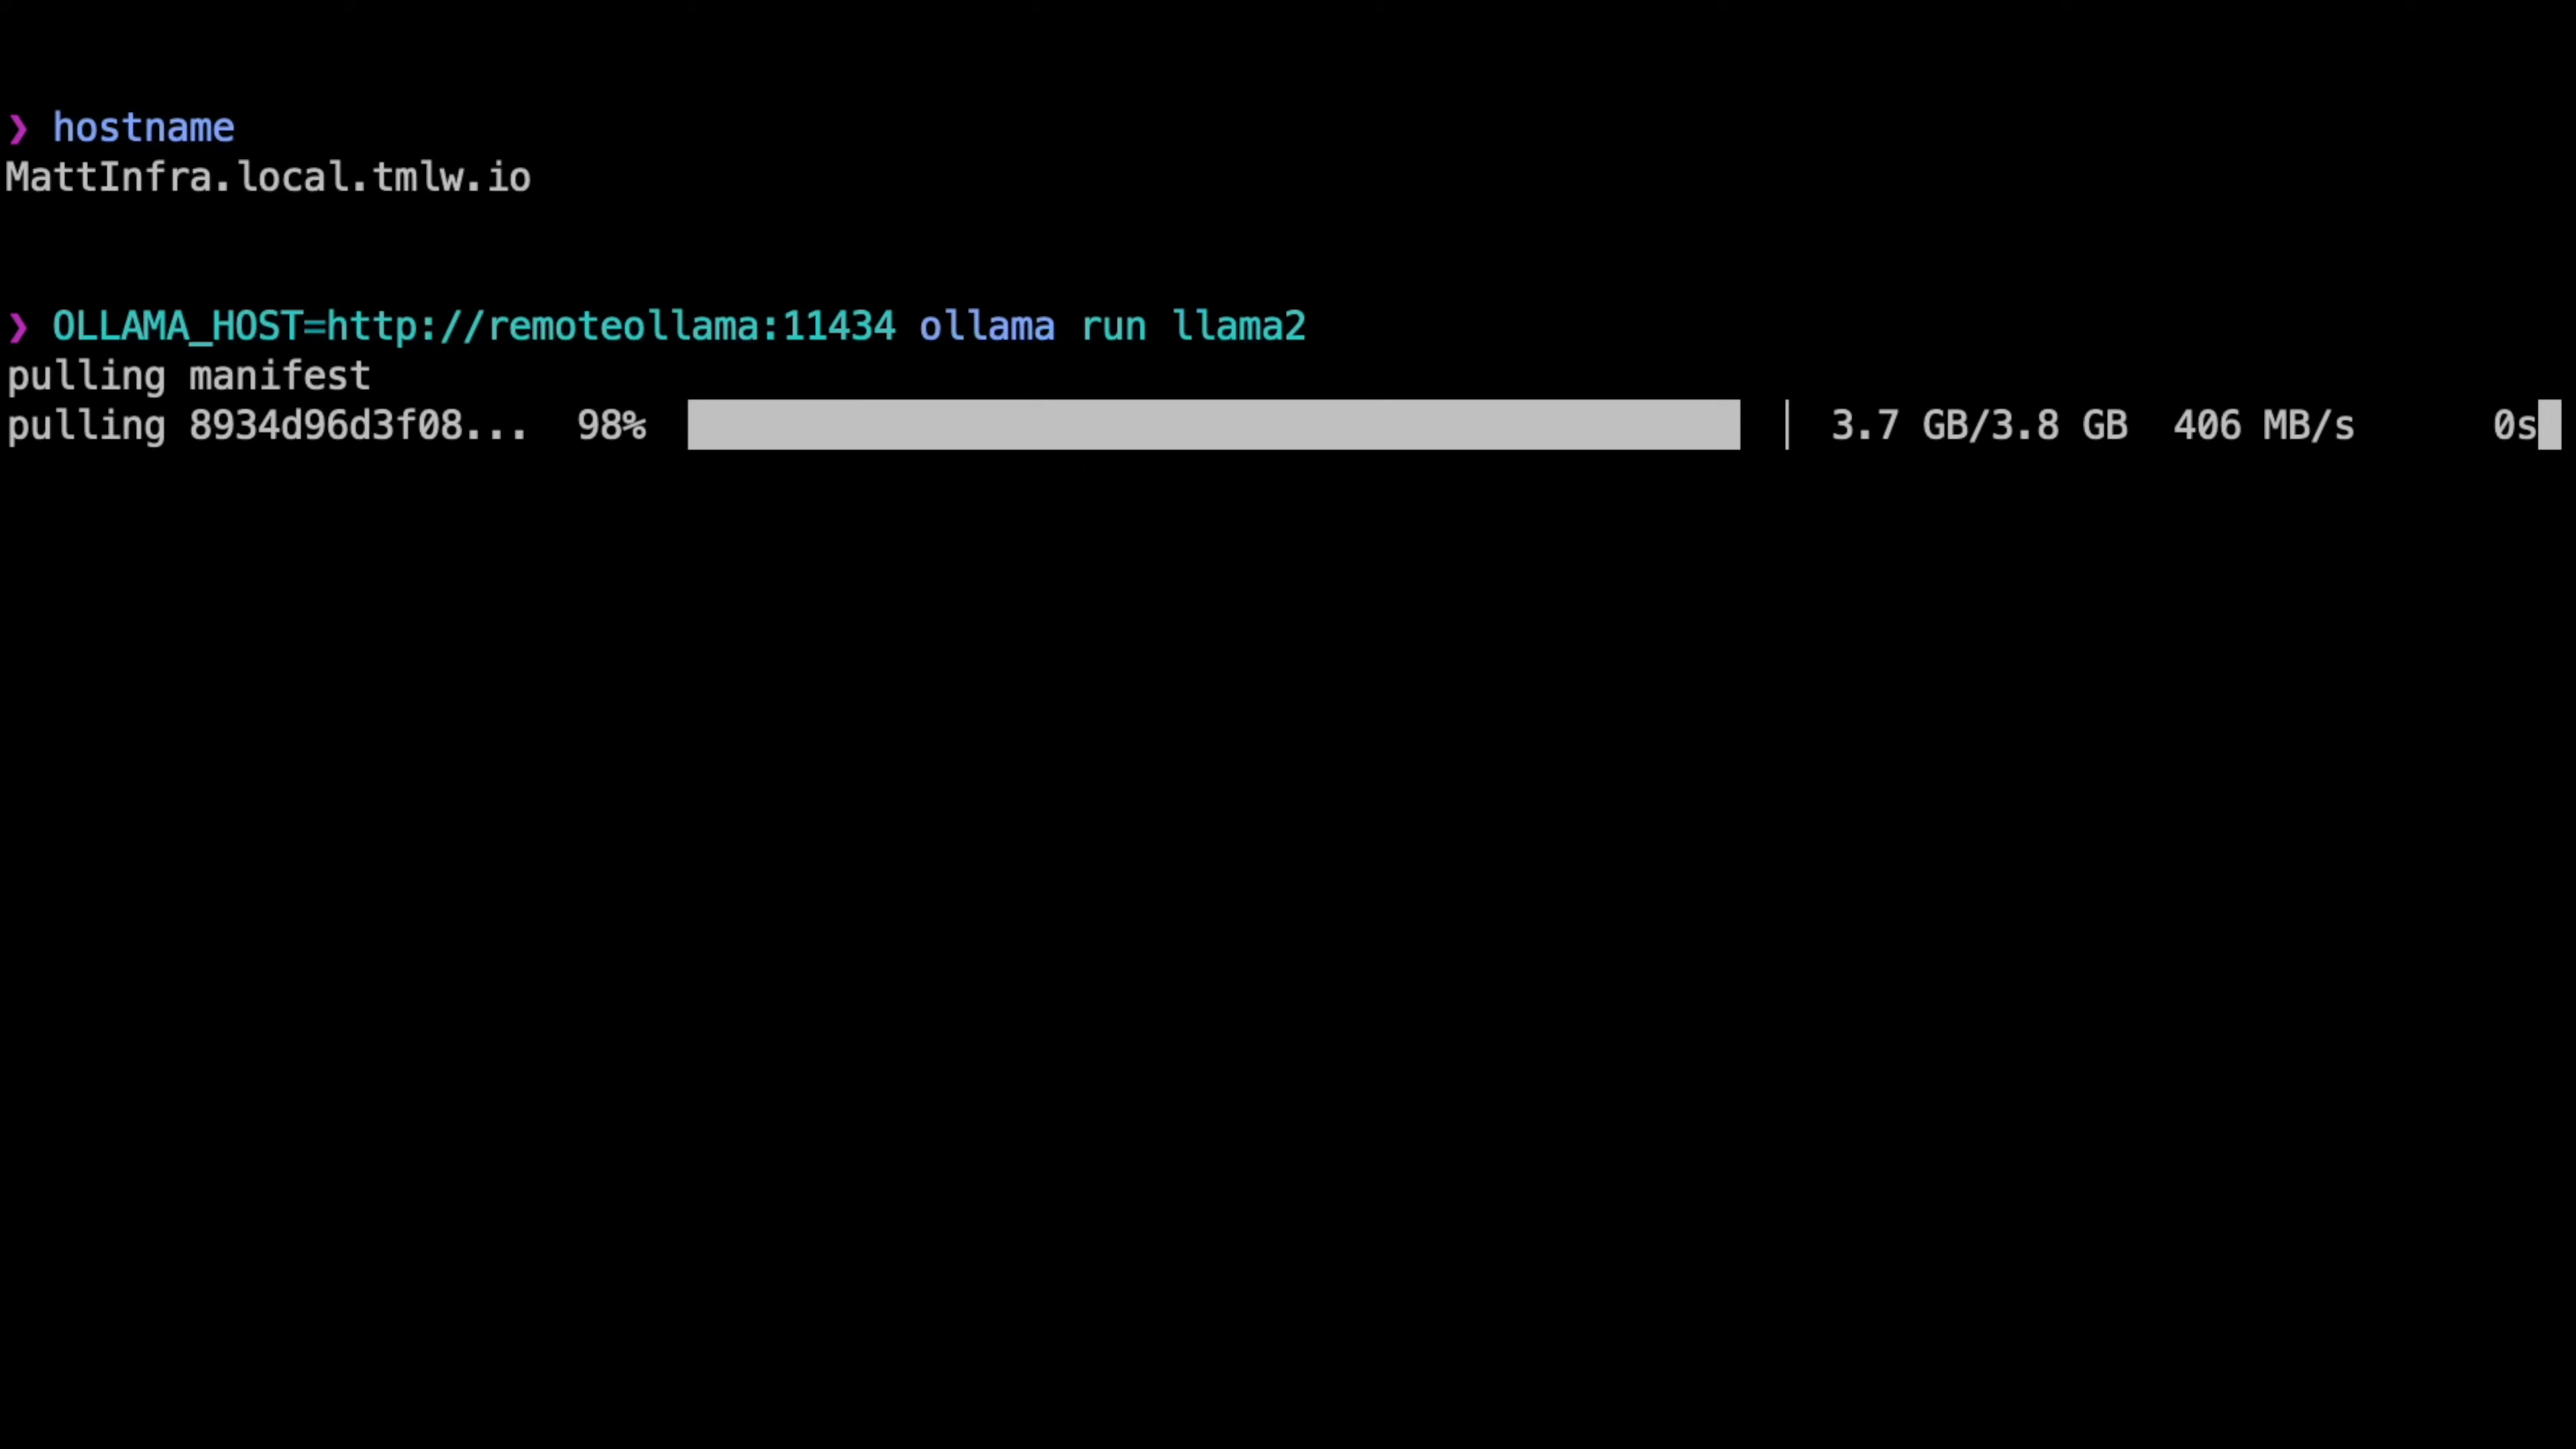 ❯ hostname
MattInfra.local.tmlw.io
❯ OLLAMA_HOST=http://remoteollama:11434 ollama run llama2
pulling manifest
pulling 8934d96d3f08... 98% 3.7 GB/3.8 GB 406 MB/s 0s